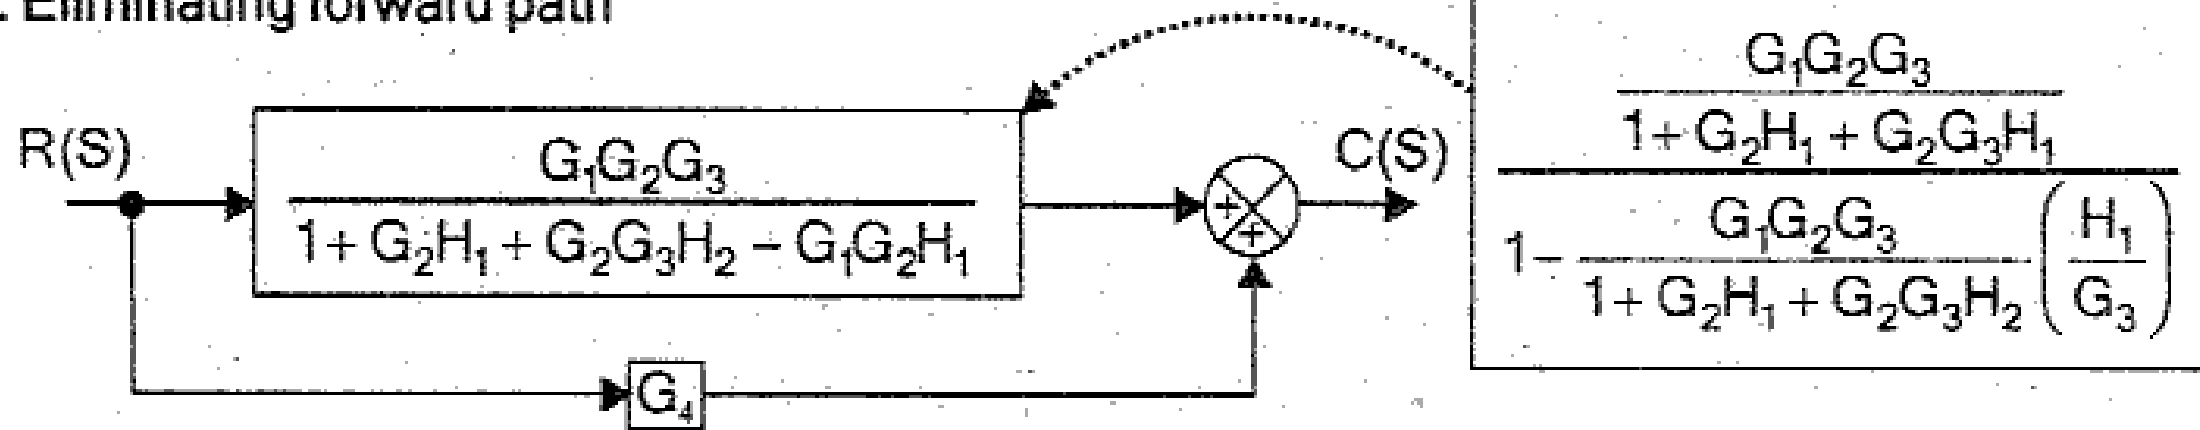 . Eliminating forward path
R(S)
G₁G₂G₃
1+ G₂H₁ + G₂G₃H₂ − G₁G₂H₁
+
+
C(S)
G₄
G₁G₂G₃
1+ G₂H₁ + G₂G₃H₁
1−
G₁G₂G₃
1+ G₂H₁ + G₂G₃H₂
(H₁
G₃)